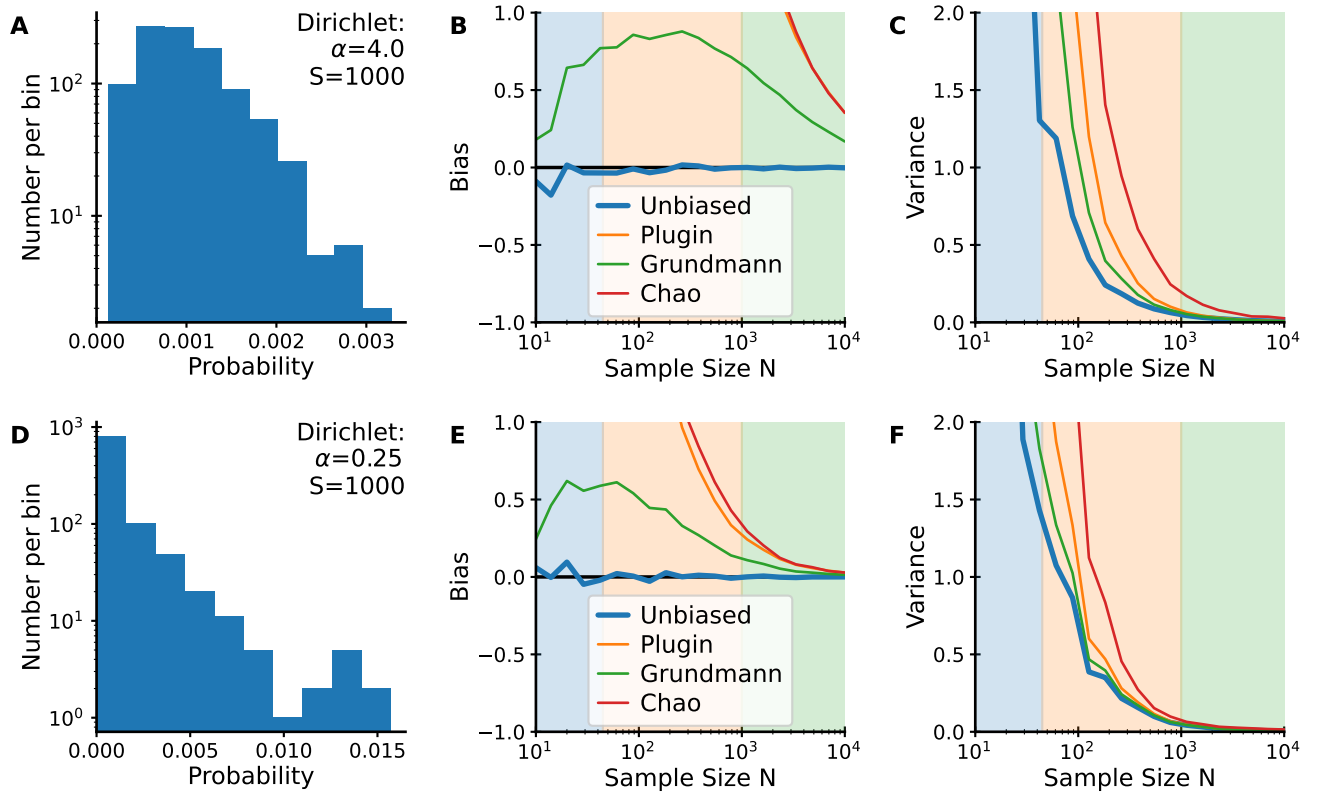 A
Dirichlet:
α=4.0
S=1000
Number per bin
10²
10¹
0.000 0.001 0.002 0.003
Probability
B
Bias
1.0
0.5
0.0
−0.5
−1.0
Unbiased
Plugin
Grundmann
Chao
10¹ 10² 10³ 10⁴
Sample Size N
C
Variance
2.0
1.5
1.0
0.5
0.0
10¹ 10² 10³ 10⁴
Sample Size N
D
Dirichlet:
α=0.25
S=1000
Number per bin
10³
10²
10¹
10⁰
0.000 0.005 0.010 0.015
Probability
E
Bias
1.0
0.5
0.0
−0.5
−1.0
Unbiased
Plugin
Grundmann
Chao
10¹ 10² 10³ 10⁴
Sample Size N
F
Variance
2.0
1.5
1.0
0.5
0.0
10¹ 10² 10³ 10⁴
Sample Size N